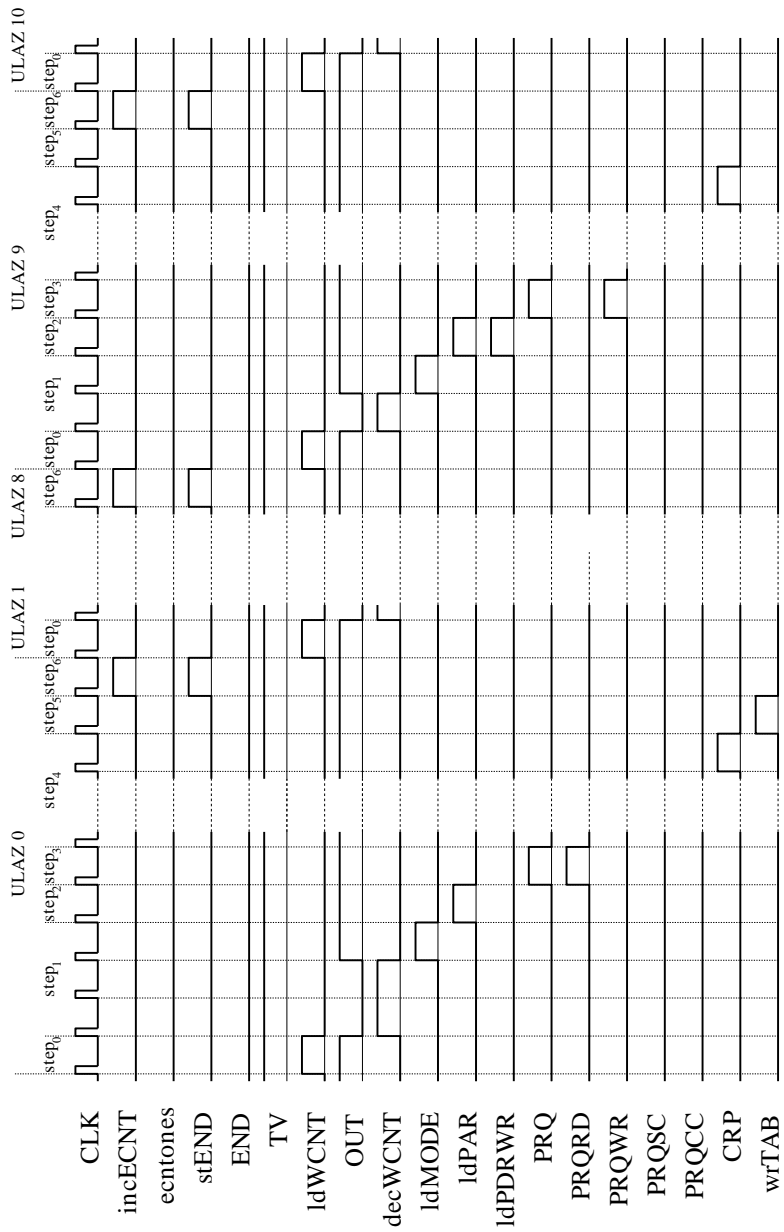 ULAZ 0
ULAZ 1
ULAZ 8
ULAZ 9
ULAZ 10
step0
step1
step2
step3
step4
step5
step6
step0
step6
step0
step1
step2
step3
step4
step5
step6
step0
CLK
incECNT
ecntones
stEND
END
TV
ldWCNT
OUT
decWCNT
ldMODE
ldPAR
ldPDRWR
PRQ
PRQRD
PRQWR
PRQSC
PRQCC
CRP
wrTAB